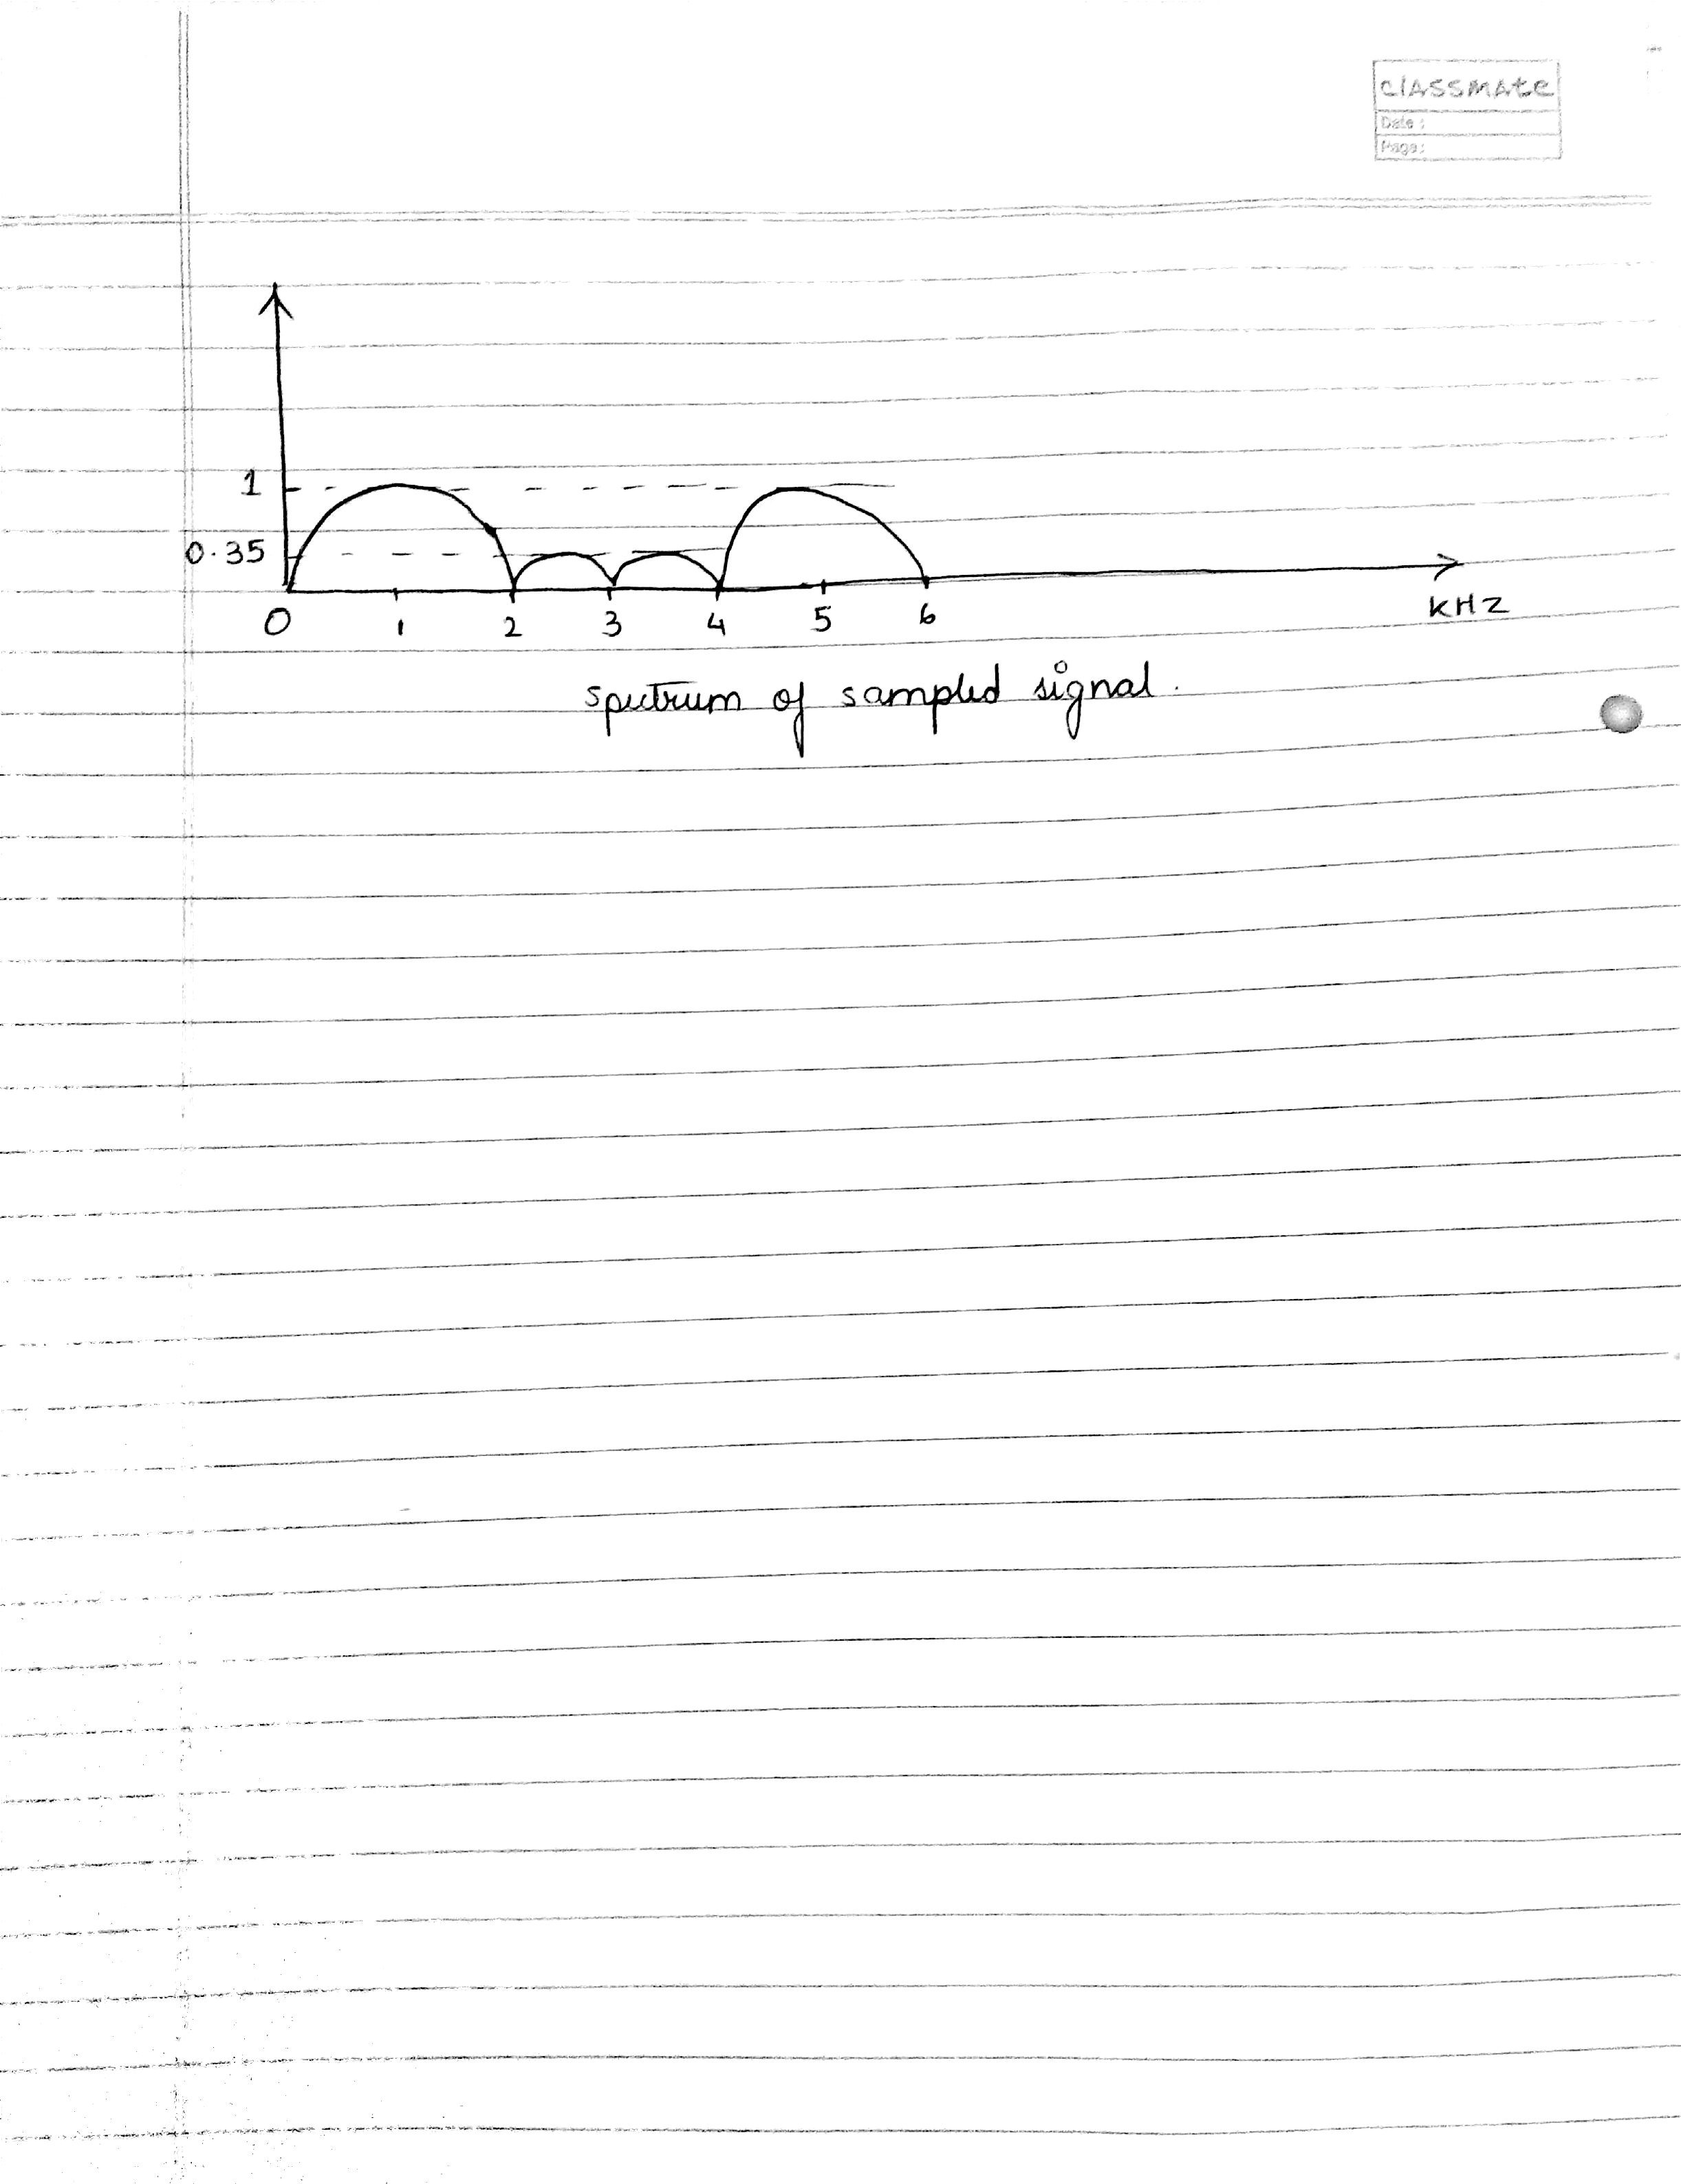 classmate
Date :
Page:
1
0.35
0 1 2 3 4 5 6 kHz
spectrum of sampled signal.